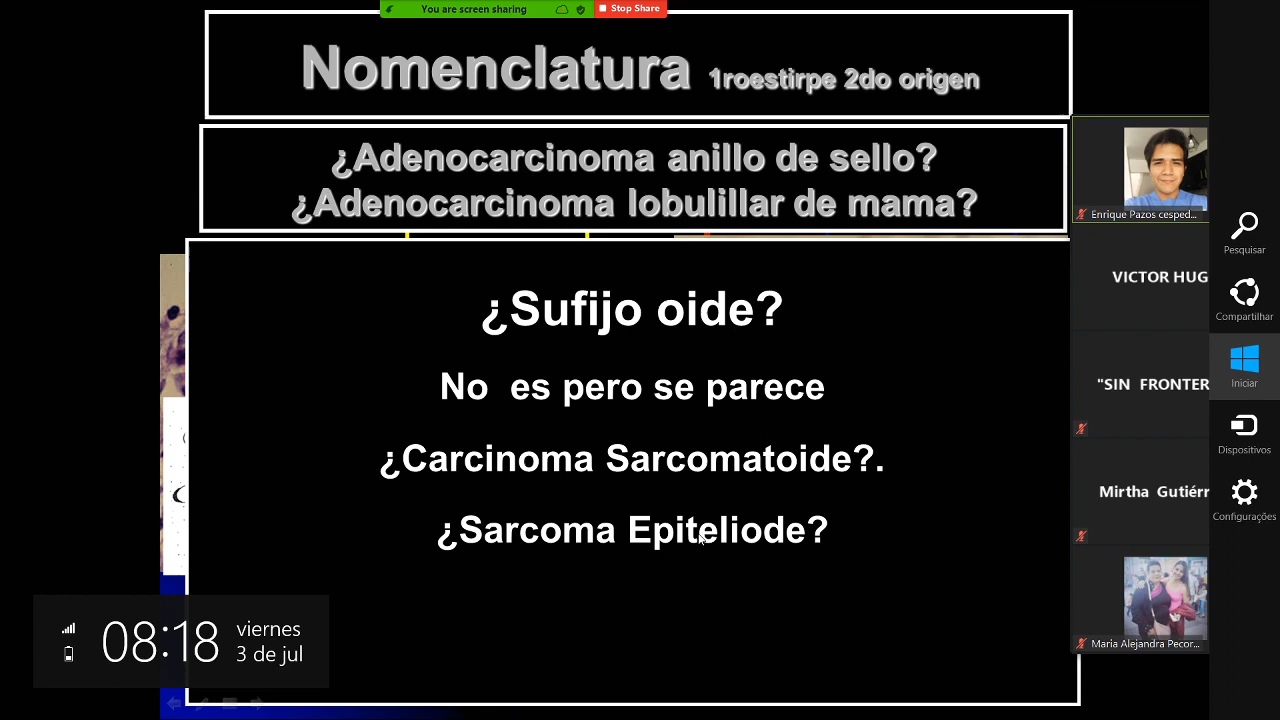 You are screen sharing
Stop Share
Nomenclatura 1roestirpe 2do origen
¿Adenocarcinoma anillo de sello?
¿Adenocarcinoma lobulillar de mama?
¿Sufijo oide?
No es pero se parece
¿Carcinoma Sarcomatoide?.
¿Sarcoma Epiteliode?
Enrique Pazos cesped...
VICTOR HUG
"SIN FRONTER
Mirtha Gutiérr
Maria Alejandra Pecor...
Pesquisar
Compartilhar
Iniciar
Dispositivos
Configurações
08:18
viernes
3 de jul